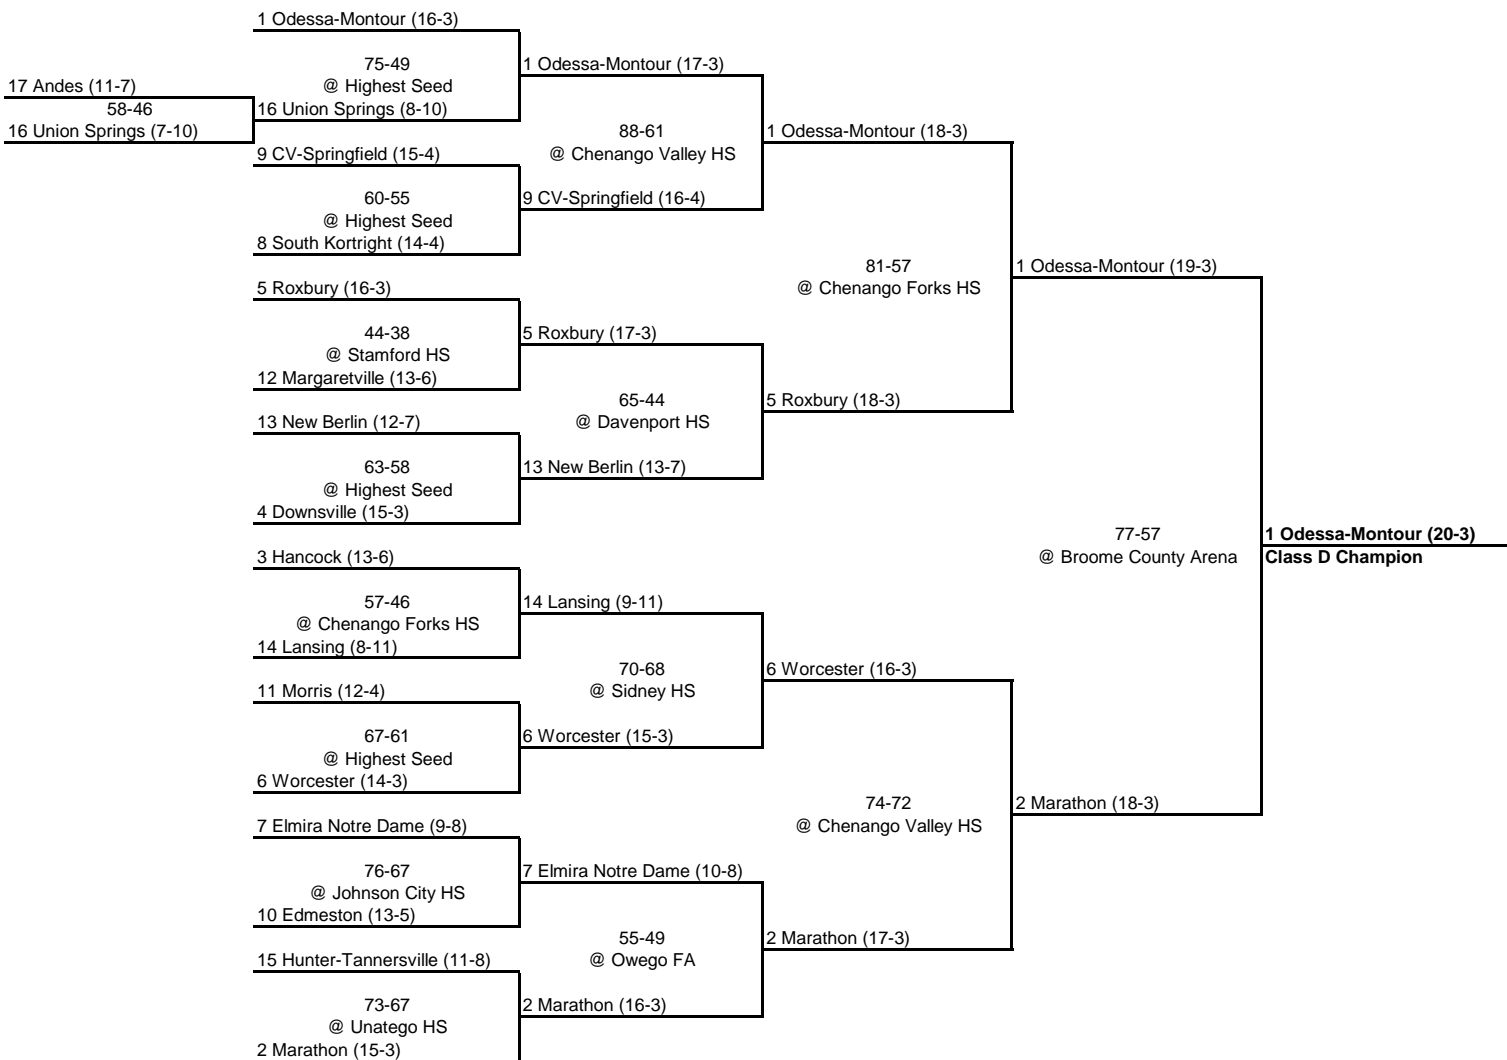 1 Odessa-Montour (16-3)
75-49
@ Highest Seed
1 Odessa-Montour (17-3)
17 Andes (11-7)
58-46
16 Union Springs (7-10)
16 Union Springs (8-10)
88-61
@ Chenango Valley HS
1 Odessa-Montour (18-3)
9 CV-Springfield (15-4)
60-55
@ Highest Seed
9 CV-Springfield (16-4)
8 South Kortright (14-4)
81-57
@ Chenango Forks HS
1 Odessa-Montour (19-3)
5 Roxbury (16-3)
44-38
@ Stamford HS
5 Roxbury (17-3)
12 Margaretville (13-6)
65-44
@ Davenport HS
5 Roxbury (18-3)
13 New Berlin (12-7)
63-58
@ Highest Seed
13 New Berlin (13-7)
4 Downsville (15-3)
77-57
@ Broome County Arena
1 Odessa-Montour (20-3)
Class D Champion
3 Hancock (13-6)
57-46
@ Chenango Forks HS
14 Lansing (9-11)
14 Lansing (8-11)
70-68
@ Sidney HS
6 Worcester (16-3)
11 Morris (12-4)
67-61
@ Highest Seed
6 Worcester (15-3)
6 Worcester (14-3)
74-72
@ Chenango Valley HS
2 Marathon (18-3)
7 Elmira Notre Dame (9-8)
76-67
@ Johnson City HS
7 Elmira Notre Dame (10-8)
10 Edmeston (13-5)
55-49
@ Owego FA
2 Marathon (17-3)
15 Hunter-Tannersville (11-8)
73-67
@ Unatego HS
2 Marathon (16-3)
2 Marathon (15-3)